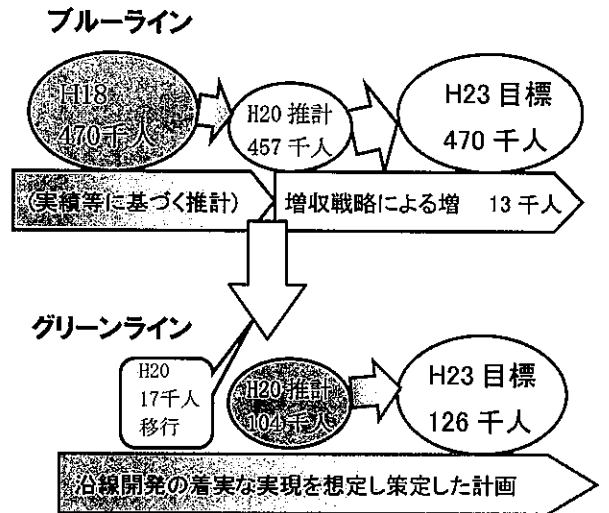 ブルーライン
H18
470千人
H20 推計
457 千人
H23 目標
470 千人
(実績等に基づく推計)
増収戦略による増 13 千人
グリーンライン
H20
17千人
移行
H20 推計
104 千人
H23 目標
126 千人
沿線開発の着実な実現を想定し策定した計画